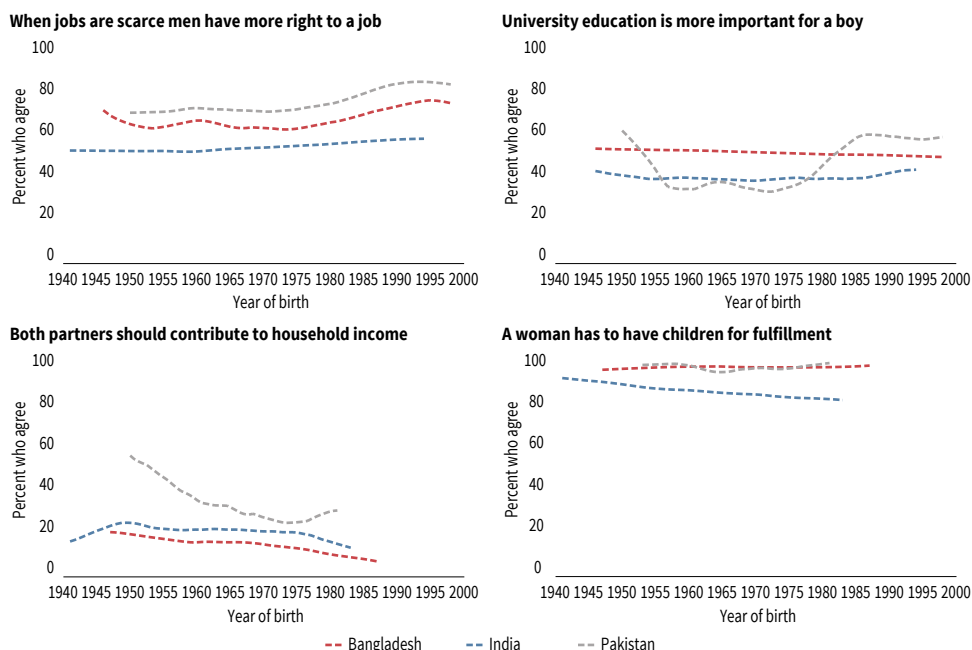 When jobs are scarce men have more right to a job
100
80
60
40
20
0
Percent who agree
1940 1945 1950 1955 1960 1965 1970 1975 1980 1985 1990 1995 2000
Year of birth
University education is more important for a boy
100
80
60
40
20
0
Percent who agree
1940 1945 1950 1955 1960 1965 1970 1975 1980 1985 1990 1995 2000
Year of birth
Both partners should contribute to household income
100
80
60
40
20
0
Percent who agree
1940 1945 1950 1955 1960 1965 1970 1975 1980 1985 1990 1995 2000
Year of birth
A woman has to have children for fulfillment
100
80
60
40
20
0
Percent who agree
1940 1945 1950 1955 1960 1965 1970 1975 1980 1985 1990 1995 2000
Year of birth
Bangladesh India Pakistan